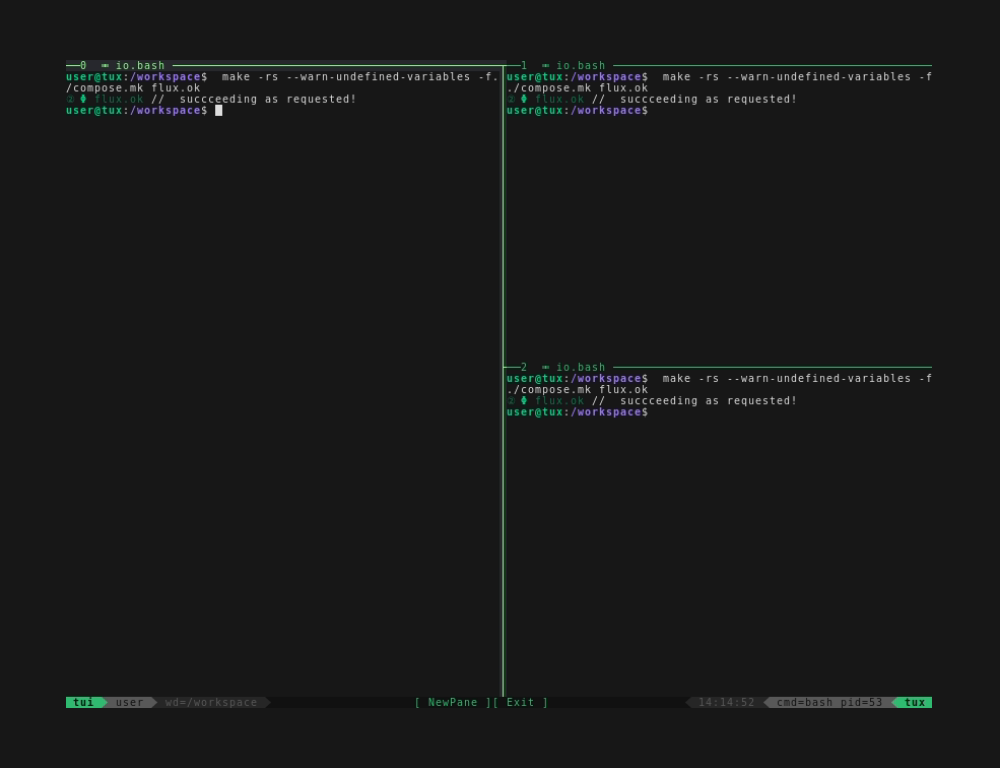 0 ∞ io.bash
user@tux:/workspace$ make -rs --warn-undefined-variables -f.
/compose.mk flux.ok
② Φ flux.ok // succceeding as requested!
user@tux:/workspace$
1 ∞ io.bash
user@tux:/workspace$ make -rs --warn-undefined-variables -f
./compose.mk flux.ok
② Φ flux.ok // succceeding as requested!
user@tux:/workspace$
2 ∞ io.bash
user@tux:/workspace$ make -rs --warn-undefined-variables -f
./compose.mk flux.ok
② Φ flux.ok // succceeding as requested!
user@tux:/workspace$
tui user wd=/workspace [ NewPane ][ Exit ] 14:14:52 cmd=bash pid=53 tux